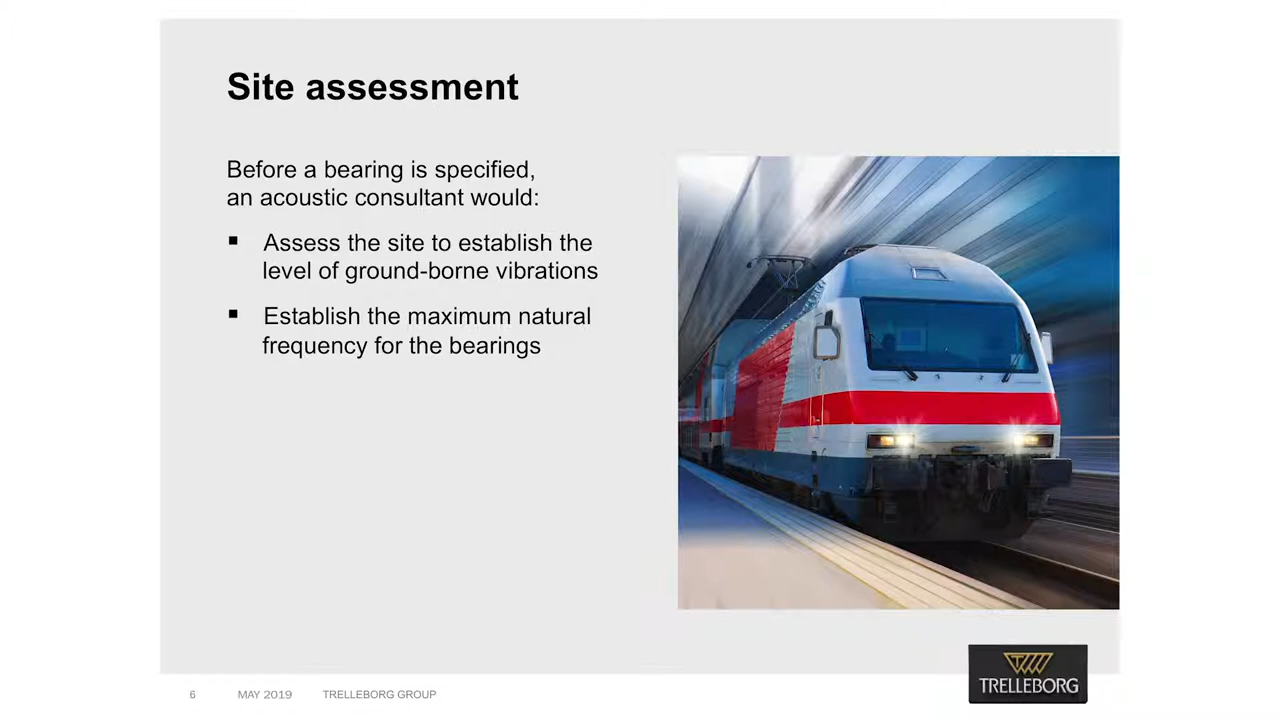 Site assessment
Before a bearing is specified,
an acoustic consultant would:
▪ Assess the site to establish the
level of ground-borne vibrations
▪ Establish the maximum natural
frequency for the bearings
6 MAY 2019 TRELLEBORG GROUP
TRELLEBORG